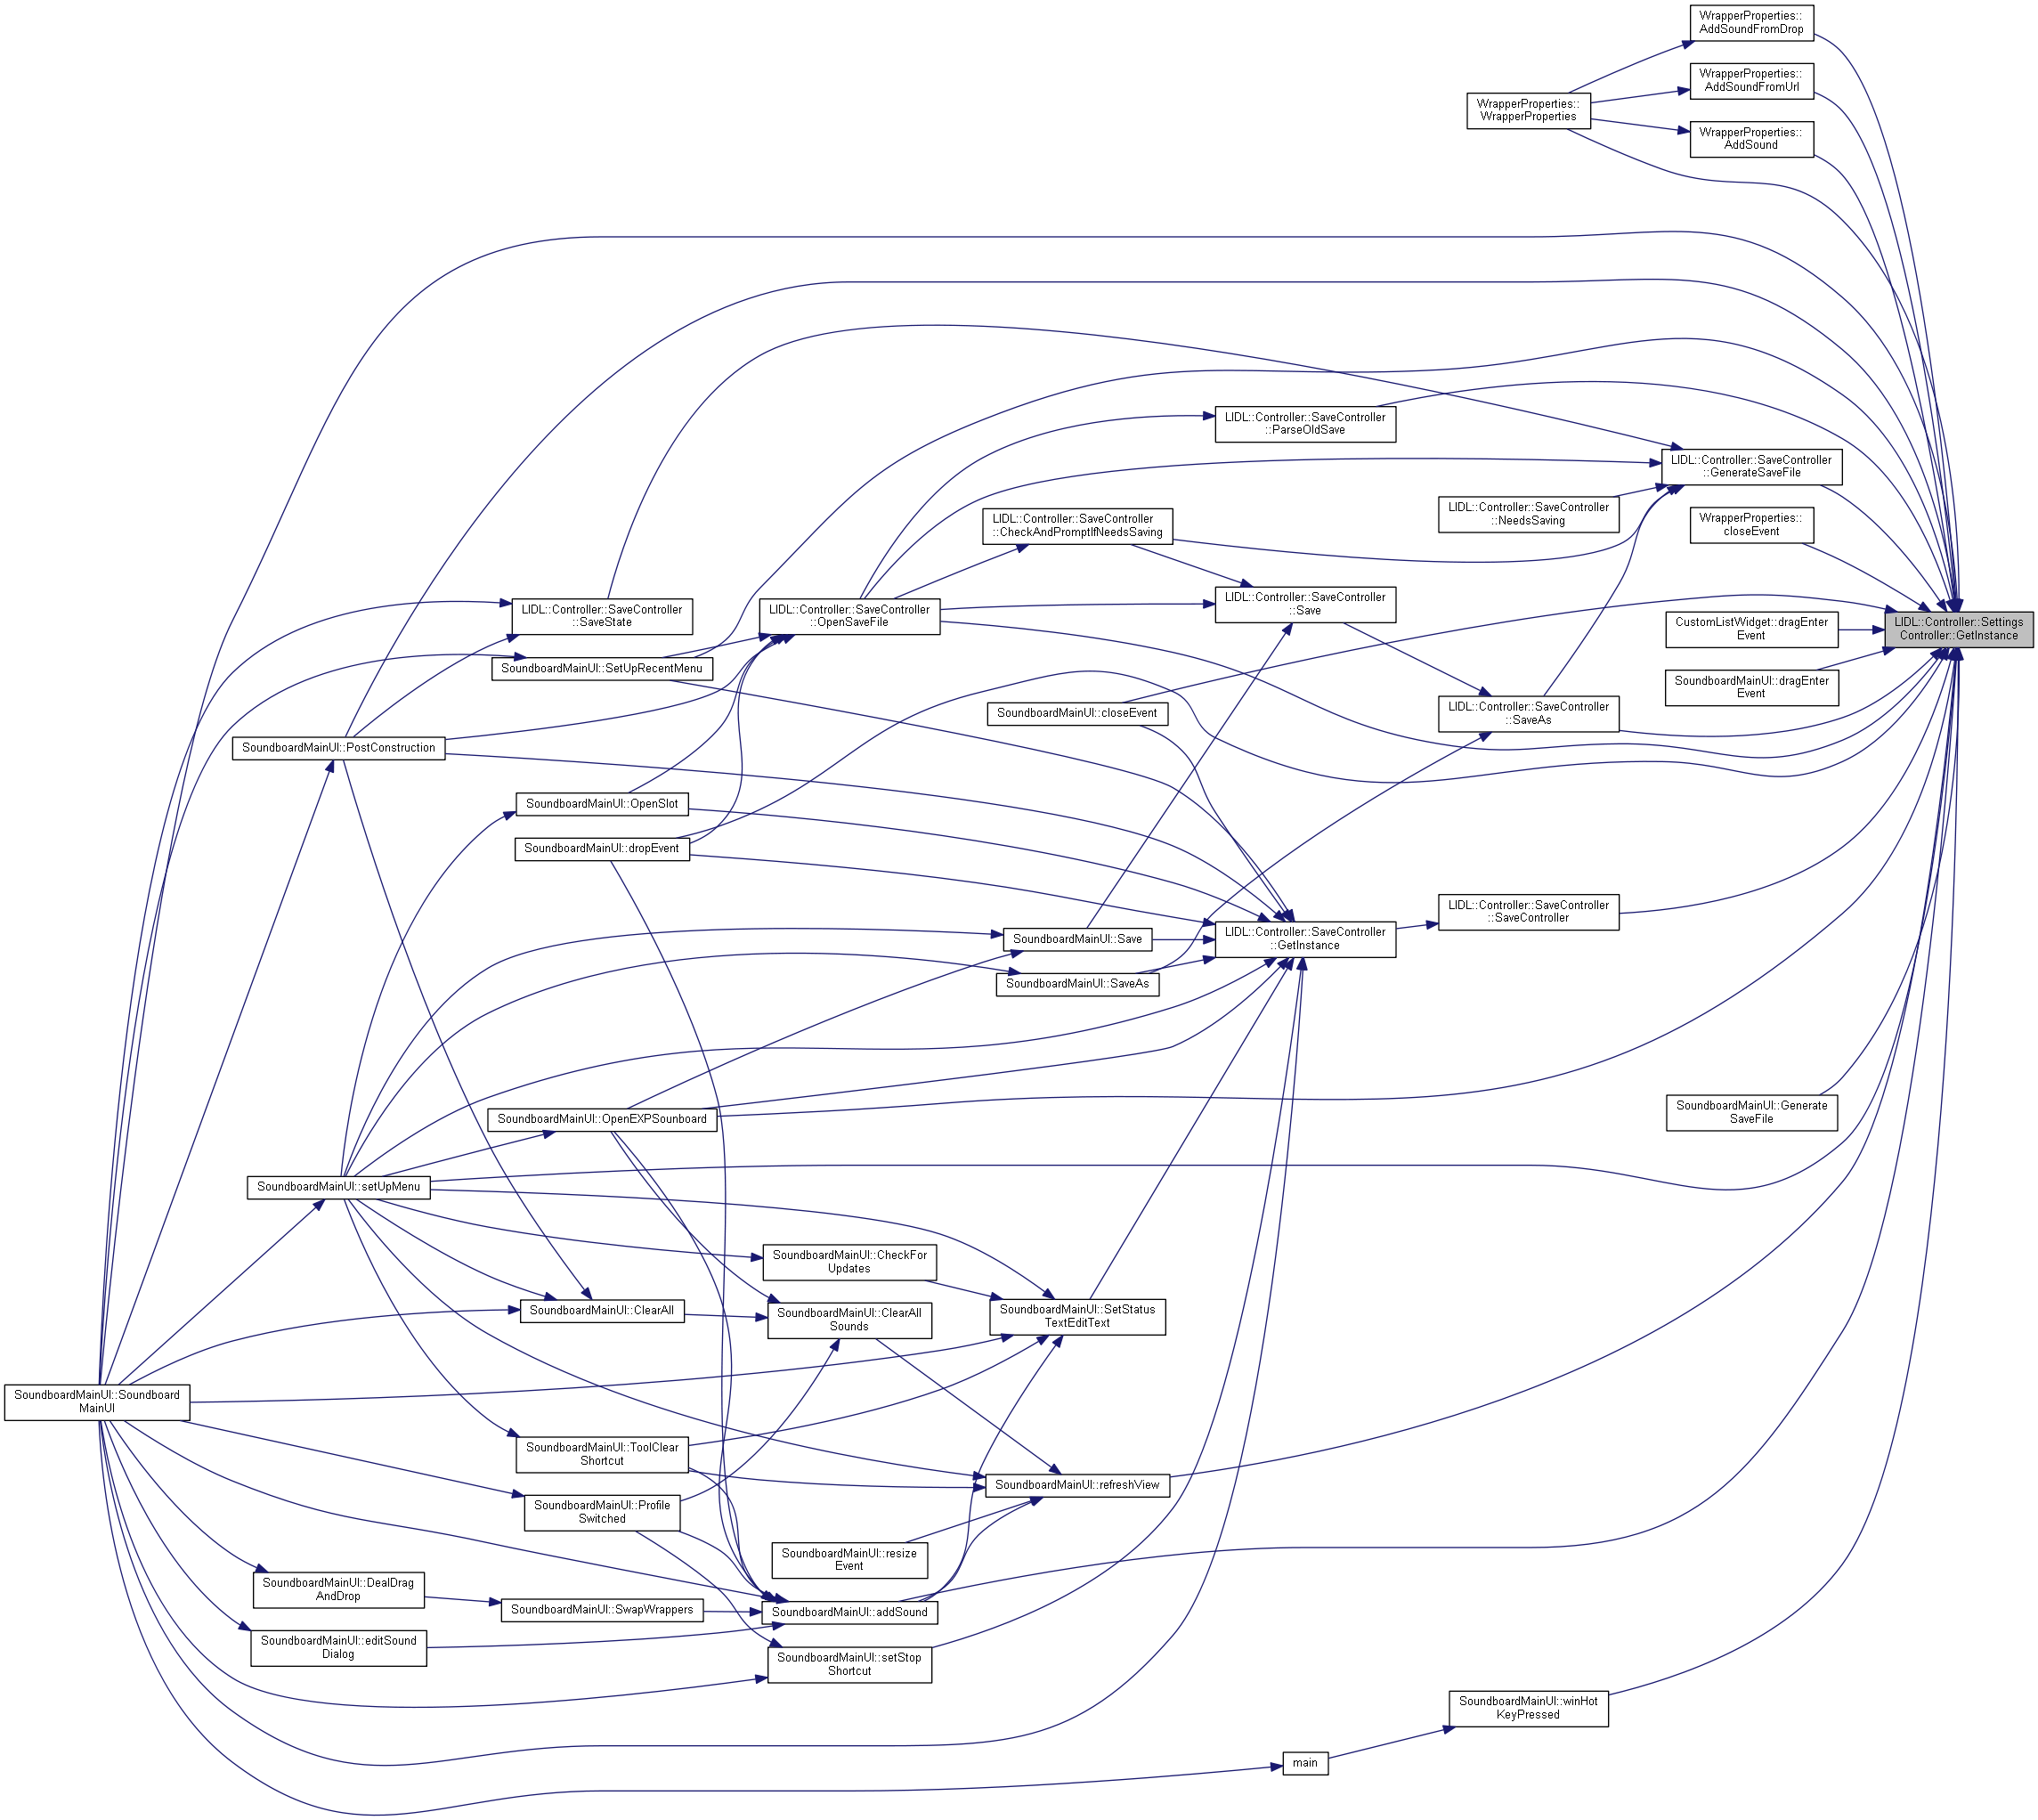 WrapperProperties::
AddSoundFromDrop
WrapperProperties::
AddSoundFromUrl
WrapperProperties::
WrapperProperties
WrapperProperties::
AddSound
LIDL::Controller::SaveController
::ParseOldSave
LIDL::Controller::SaveController
::GenerateSaveFile
LIDL::Controller::SaveController
::NeedsSaving
LIDL::Controller::SaveController
::CheckAndPromptIfNeedsSaving
WrapperProperties::
closeEvent
LIDL::Controller::SaveController
::Save
LIDL::Controller::SaveController
::SaveState
LIDL::Controller::SaveController
::OpenSaveFile
CustomListWidget::dragEnter
Event
LIDL::Controller::Settings
Controller::GetInstance
SoundboardMainUI::SetUpRecentMenu
SoundboardMainUI::dragEnter
Event
SoundboardMainUI::closeEvent
LIDL::Controller::SaveController
::SaveAs
SoundboardMainUI::PostConstruction
SoundboardMainUI::OpenSlot
SoundboardMainUI::dropEvent
LIDL::Controller::SaveController
::SaveController
SoundboardMainUI::Save
LIDL::Controller::SaveController
::GetInstance
SoundboardMainUI::SaveAs
SoundboardMainUI::OpenEXPSounboard
SoundboardMainUI::Generate
SaveFile
SoundboardMainUI::setUpMenu
SoundboardMainUI::CheckFor
Updates
SoundboardMainUI::ClearAll
SoundboardMainUI::ClearAll
Sounds
SoundboardMainUI::SetStatus
TextEditText
SoundboardMainUI::Soundboard
MainUI
SoundboardMainUI::ToolClear
Shortcut
SoundboardMainUI::refreshView
SoundboardMainUI::Profile
Switched
SoundboardMainUI::resize
Event
SoundboardMainUI::DealDrag
AndDrop
SoundboardMainUI::SwapWrappers
SoundboardMainUI::addSound
SoundboardMainUI::editSound
Dialog
SoundboardMainUI::setStop
Shortcut
SoundboardMainUI::winHot
KeyPressed
main